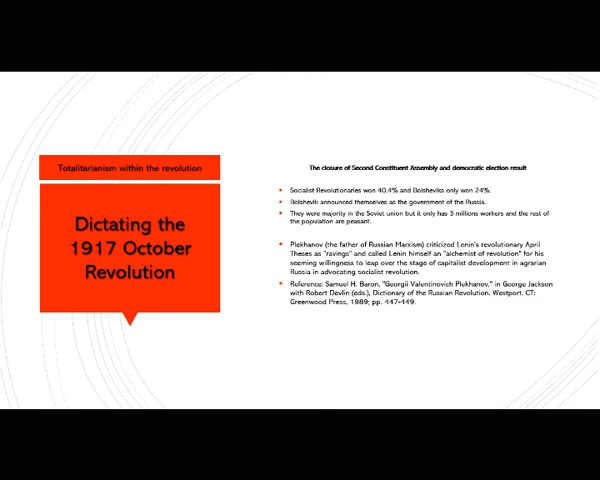 Totalitarianism within the revolution
Dictating the
1917 October
Revolution
The closure of Second Constituent Assembly and democratic election result
Socialist Revolutionaries won 40.4% and Bolsheviks only won 24%.
Bolshevik announced themselves as the government of the Russia.
They were majority in the Soviet union but it only has 3 millions workers and the rest of
the population are peasant.
Plekhanov (the father of Russian Marxism) criticized Lenin's revolutionary April
Theses as "ravings" and called Lenin himself an "alchemist of revolution" for his
seeming willingness to leap over the stage of capitalist development in agrarian
Russia in advocating socialist revolution.
Reference: Samuel H. Baron, "Georgii Valentinovich Plekhanov," in George Jackson
with Robert Devlin (eds.), Dictionary of the Russian Revolution. Westport, CT:
Greenwood Press, 1989; pp. 447-449.